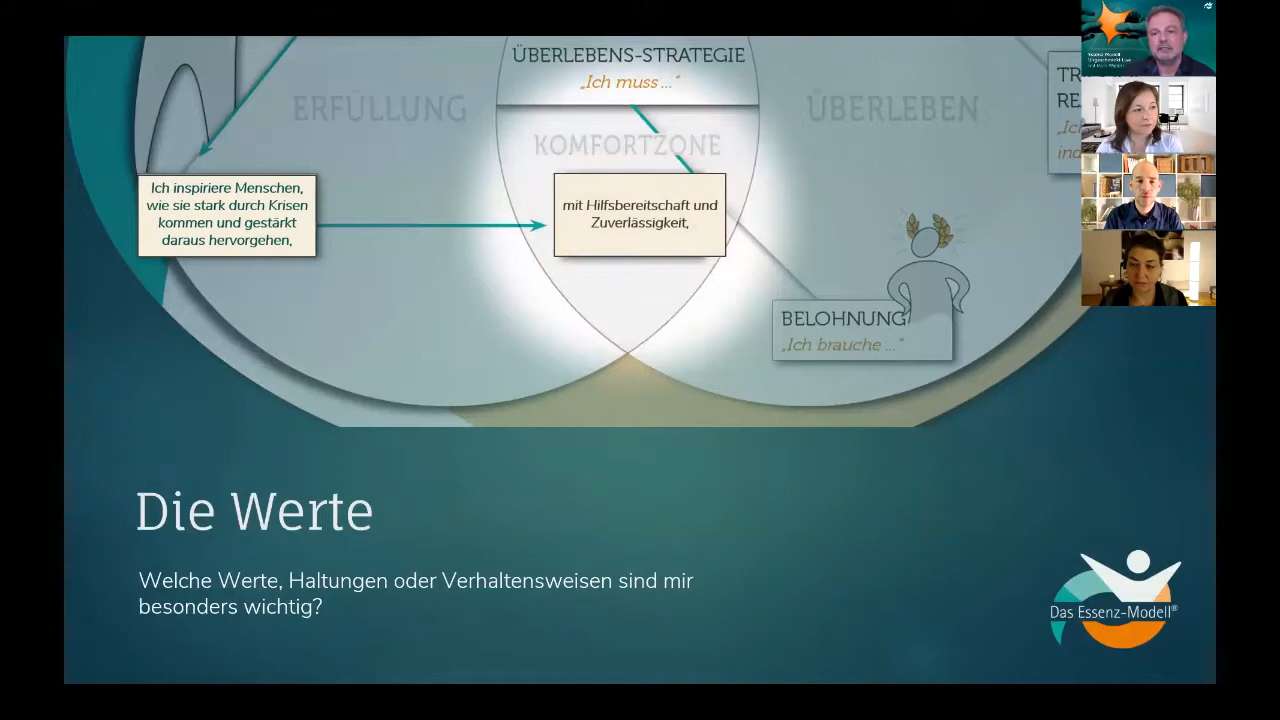 ÜBERLEBENS-STRATEGIE
„Ich muss ...“
ERFÜLLUNG
KOMFORTZONE
ÜBERLEBEN
Ich inspiriere Menschen,
wie sie stark durch Krisen
kommen und gestärkt
daraus hervorgehen,
mit Hilfsbereitschaft und
Zuverlässigkeit,
BELOHNUNG
„Ich brauche ...“
Die Werte
Welche Werte, Haltungen oder Verhaltensweisen sind mir
besonders wichtig?
Das Essenz-Modell®